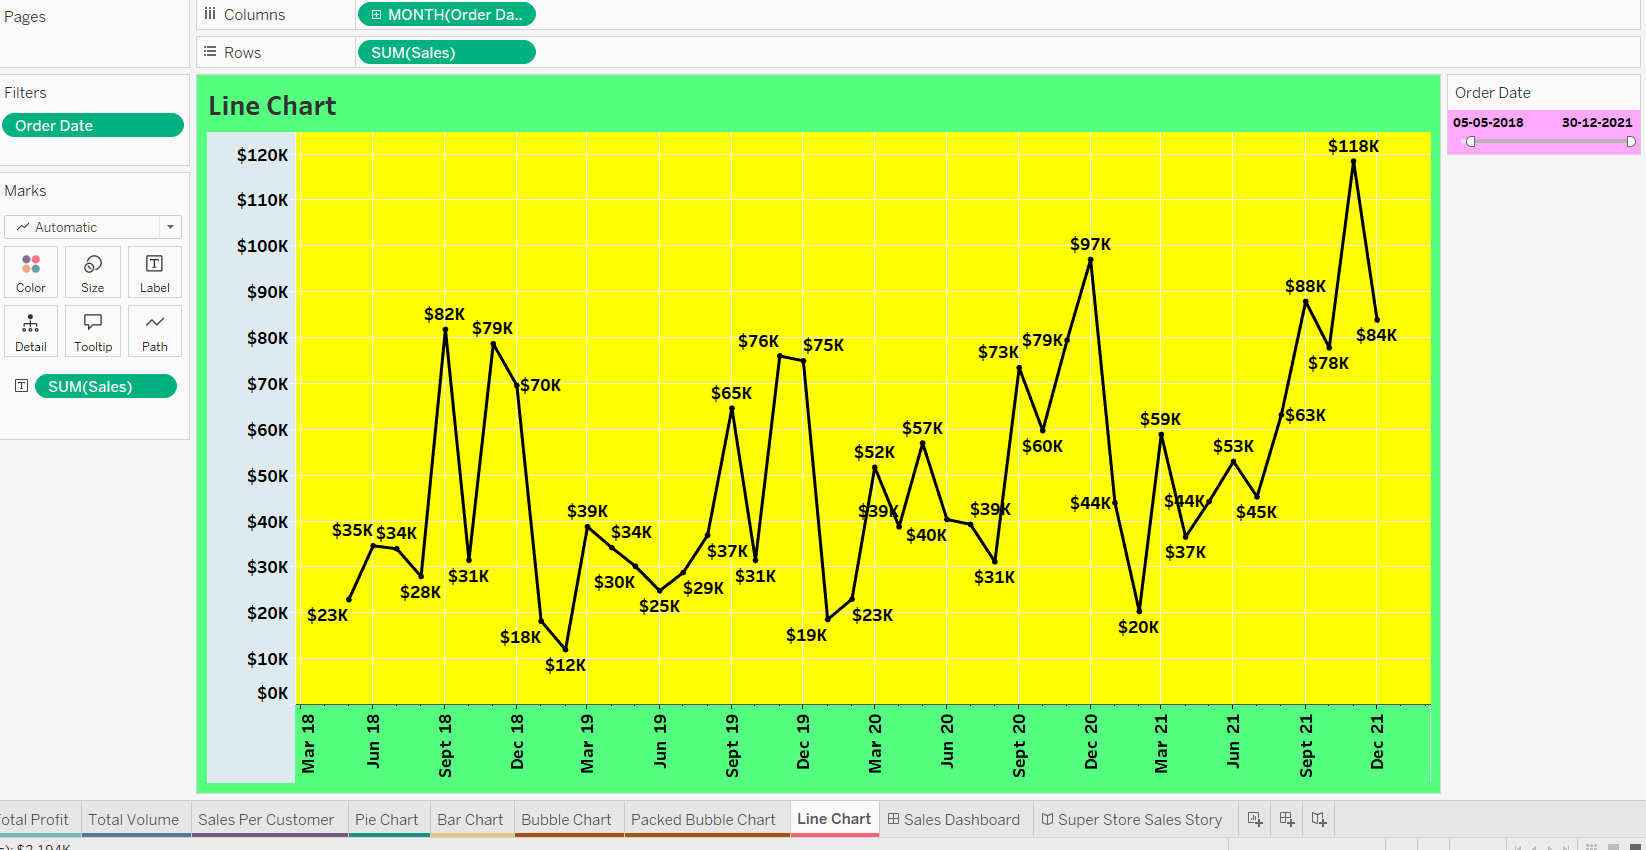 Pages
Columns
MONTH(Order Da..
Rows
SUM(Sales)
Filters
Order Date
Marks
Automatic
Color
Size
Label
Detail
Tooltip
Path
SUM(Sales)
Line Chart
$120K
$110K
$100K
$90K
$80K
$70K
$60K
$50K
$40K
$30K
$20K
$10K
$0K
$23K
$35K
$34K
$28K
$82K
$31K
$79K
$70K
$18K
$12K
$39K
$34K
$30K
$25K
$29K
$37K
$65K
$31K
$76K
$75K
$19K
$23K
$52K
$39K
$57K
$40K
$39K
$31K
$73K
$60K
$79K
$97K
$44K
$20K
$59K
$37K
$44K
$53K
$45K
$63K
$88K
$78K
$118K
$84K
Mar 18
Jun 18
Sept 18
Dec 18
Mar 19
Jun 19
Sept 19
Dec 19
Mar 20
Jun 20
Sept 20
Dec 20
Mar 21
Jun 21
Sept 21
Dec 21
Order Date
05-05-2018 30-12-2021
otal Profit
Total Volume
Sales Per Customer
Pie Chart
Bar Chart
Bubble Chart
Packed Bubble Chart
Line Chart
Sales Dashboard
Super Store Sales Story